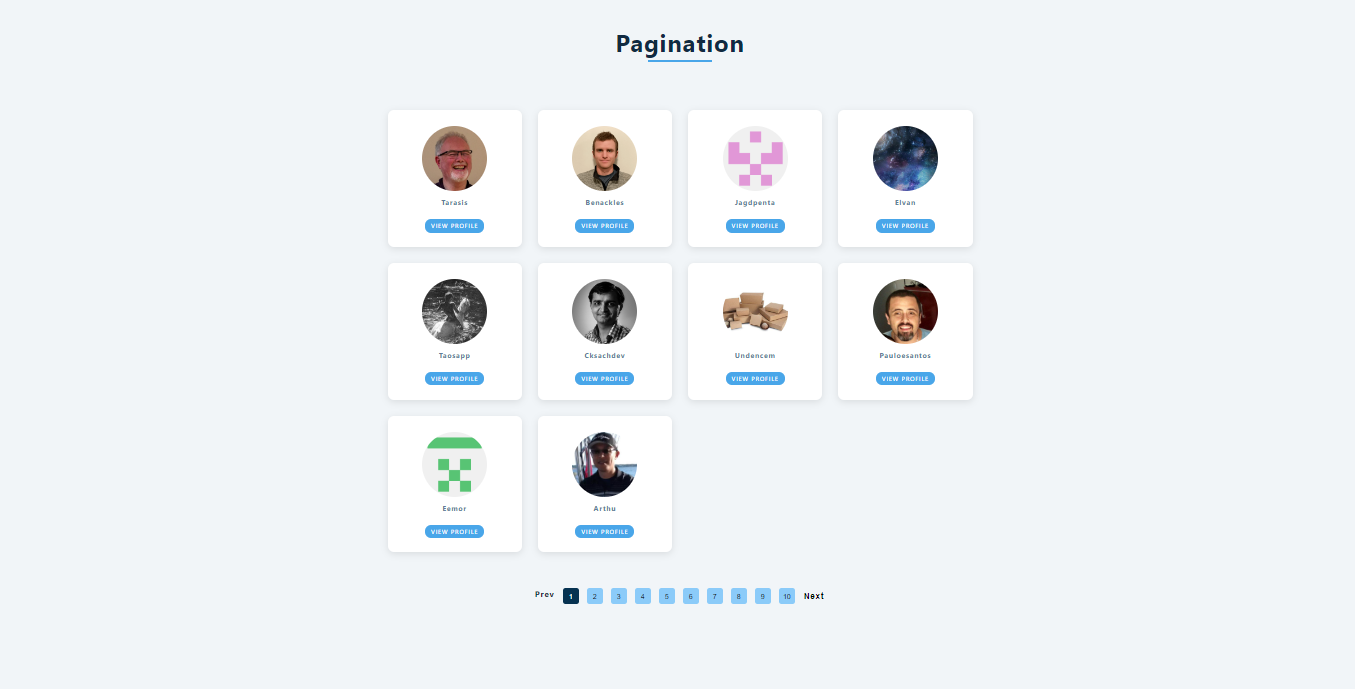 Pagination
Tarasis
Benackles
Jagdpenta
Elvan
VIEW PROFILE
VIEW PROFILE
VIEW PROFILE
VIEW PROFILE
Taosapp
Cksachdev
Undencem
Pauloesantos
VIEW PROFILE
VIEW PROFILE
VIEW PROFILE
VIEW PROFILE
Eemor
Arthu
VIEW PROFILE
VIEW PROFILE
Prev 1 2 3 4 5 6 7 8 9 10 Next